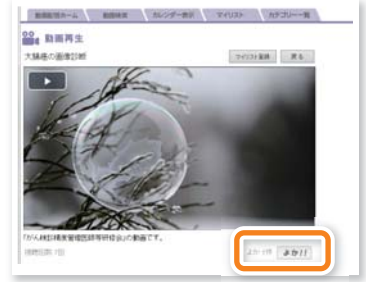 動画配信ホーム 動画検索 カレンダー表示 マイリスト カテゴリー一覧
動画再生
大腸癌の画像診断
マイリスト登録 戻る
「がん検診精度管理医師等研修会」の動画です。
視聴回数:1回
よか!!